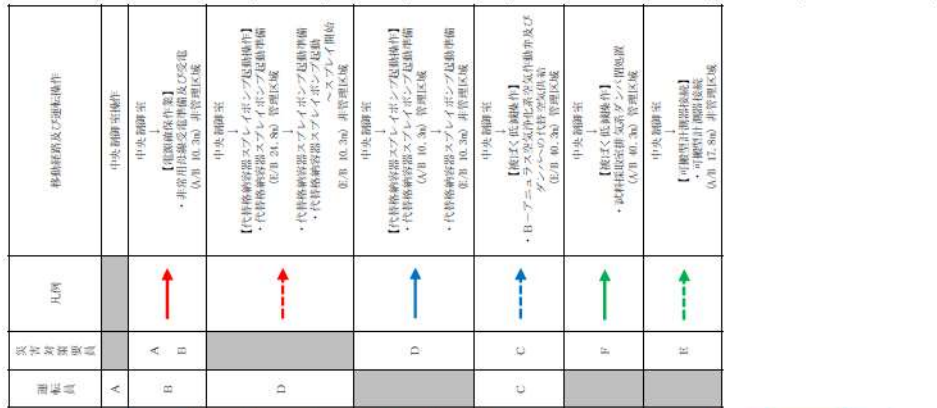 運転員
災害対策要員
凡例
移動経路及び運転操作
A
中央制御室操作
B
A
B
中央制御室
↓
【電源確保作業】
・非常用母線受電準備及び受電
(A/B 10.3m) 非管理区域
D
中央制御室
↓
【代替格納容器スプレイポンプ起動操作】
・代替格納容器スプレイポンプ起動準備
(E/B 24.8m) 管理区域
↓
・代替格納容器スプレイポンプ起動準備
・代替格納容器スプレイポンプ起動
～スプレイ開始
(E/B 10.3m) 非管理区域
D
中央制御室
↓
【代替格納容器スプレイポンプ起動操作】
・代替格納容器スプレイポンプ起動準備
(A/B 10.3m) 管理区域
↓
・代替格納容器スプレイポンプ起動準備
(E/B 10.3m) 非管理区域
C
C
中央制御室
↓
【被ばく低減操作】
・B－アニュラス空気浄化系空気作動弁及び
ダンパへの代替空気供給
(E/B 40.3m) 管理区域
F
中央制御室
↓
【被ばく低減操作】
・試料採取室排気系ダンパ閉処置
(A/B 40.3m) 管理区域
E
中央制御室
↓
【可搬型計測器接続】
・可搬型計測器接続
(A/B 17.8m) 非管理区域